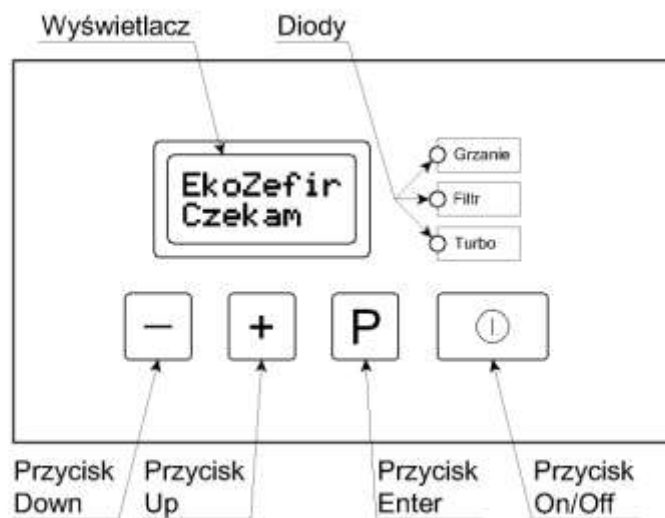 Wyświetlacz
Diody
EkoZefir
Czekam
Grzanie
Filtr
Turbo
−
+
P
Przycisk
Down
Przycisk
Up
Przycisk
Enter
Przycisk
On/Off